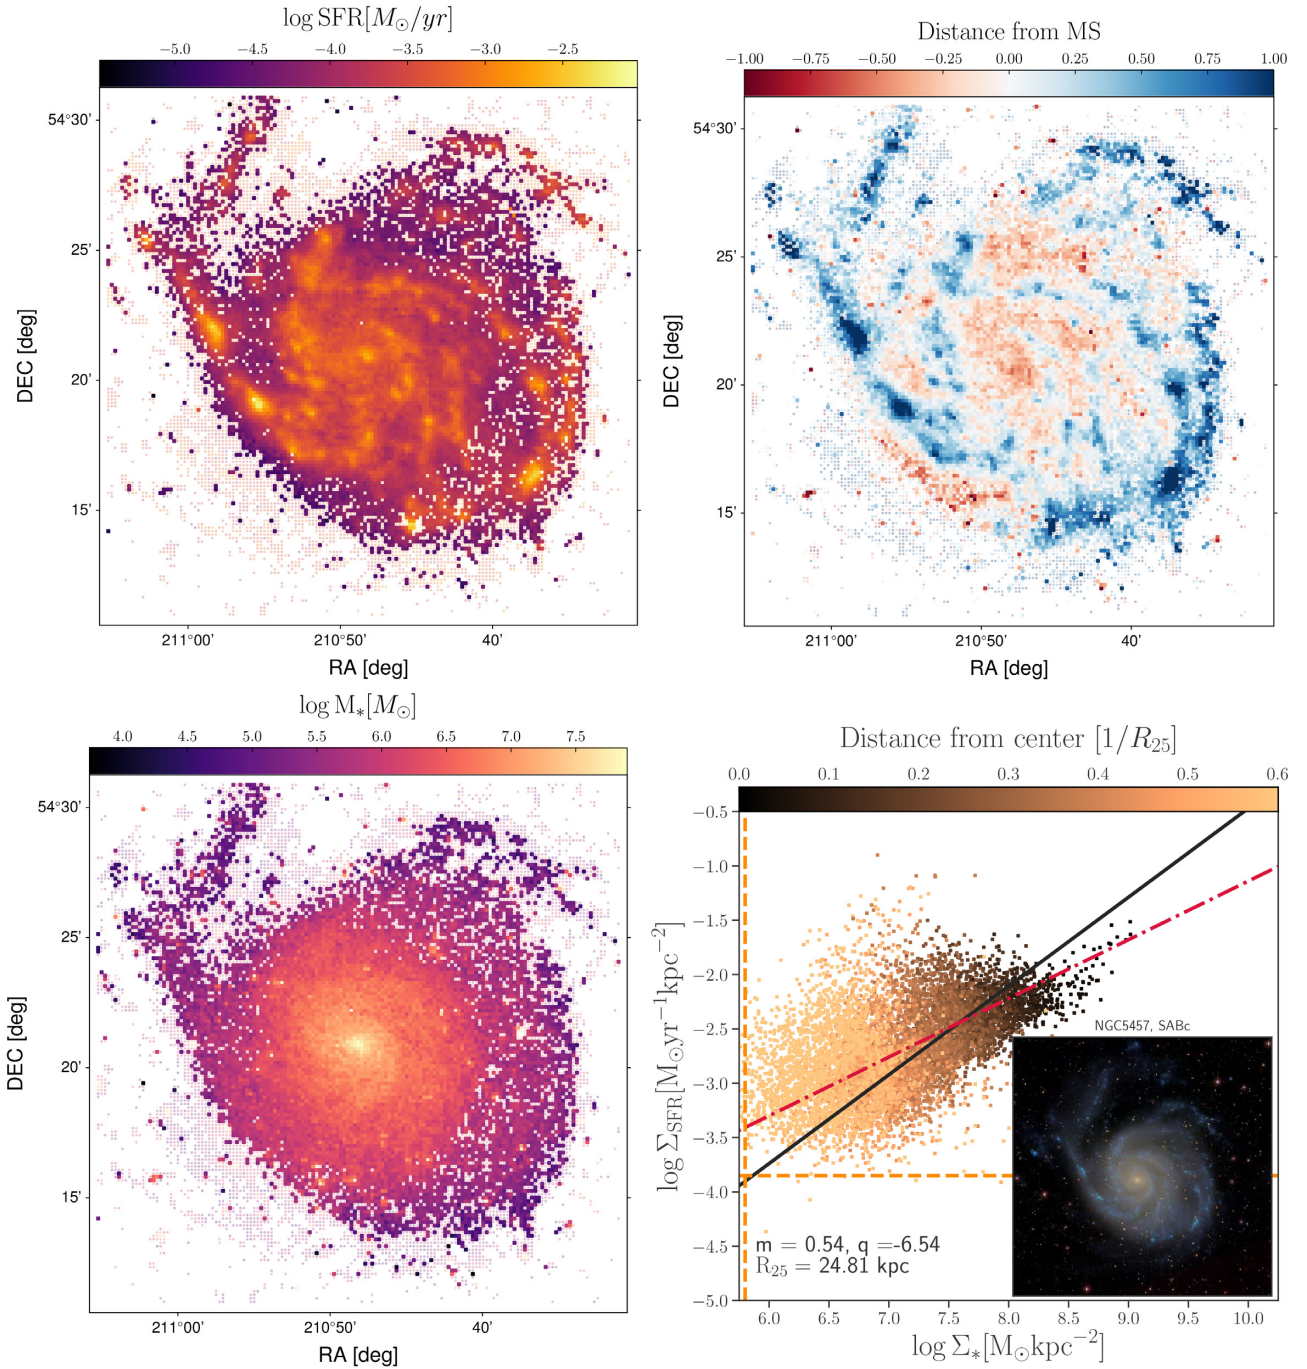 log SFR[M⊙/yr]
−5.0 −4.5 −4.0 −3.5 −3.0 −2.5
54°30'
25'
20'
15'
DEC [deg]
211°00' 210°50' 40'
RA [deg]
Distance from MS
−1.00 −0.75 −0.50 −0.25 0.00 0.25 0.50 0.75 1.00
54°30'
25'
20'
15'
DEC [deg]
211°00' 210°50' 40'
RA [deg]
log M*[M⊙]
4.0 4.5 5.0 5.5 6.0 6.5 7.0 7.5
54°30'
25'
20'
15'
DEC [deg]
211°00' 210°50' 40'
RA [deg]
Distance from center [1/R25]
0.0 0.1 0.2 0.3 0.4 0.5 0.6
−0.5
−1.0
−1.5
−2.0
−2.5
−3.0
−3.5
−4.0
−4.5
−5.0
log ΣSFR[M⊙yr−1kpc−2]
NGC5457, SABc
m = 0.54, q =-6.54
R25 = 24.81 kpc
6.0 6.5 7.0 7.5 8.0 8.5 9.0 9.5 10.0
log Σ*[M⊙kpc−2]